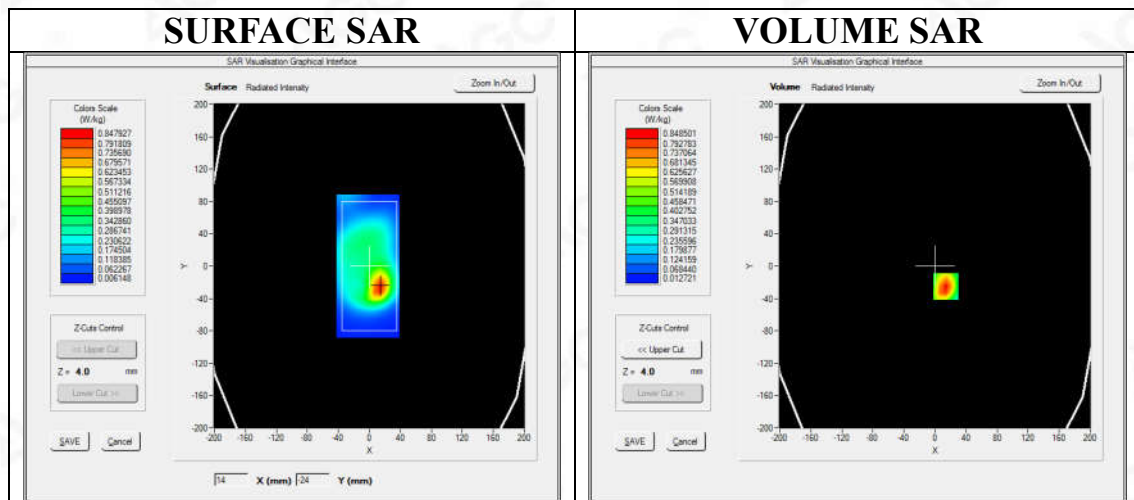 SURFACE SAR
VOLUME SAR
SAR Visualisation Graphical Interface
Surface Radiated Intensity
Zoom In/Out
Colors Scale
(W/kg)
0.847927
0.791809
0.735690
0.679571
0.623453
0.567334
0.511216
0.455097
0.398978
0.342860
0.286741
0.230622
0.174504
0.118385
0.062267
0.006148
200
160
120
80
40
0
-40
-80
-120
-160
-200
Y
-200 -160 -120 -80 -40 0 40 80 120 160 200
X
Z-Cuts Control
<< Upper Cut
Z = 4.0 mm
Lower Cut >>
SAVE Cancel
14 X (mm) -24 Y (mm)
SAR Visualisation Graphical Interface
Volume Radiated Intensity
Zoom In/Out
Colors Scale
(W/kg)
0.848501
0.792783
0.737064
0.681345
0.625627
0.569908
0.514189
0.458471
0.402752
0.347033
0.291315
0.235596
0.179877
0.124159
0.068440
0.012721
200
160
120
80
40
0
-40
-80
-120
-160
-200
Y
-200 -160 -120 -80 -40 0 40 80 120 160 200
X
Z-Cuts Control
<< Upper Cut
Z = 4.0 mm
Lower Cut >>
SAVE Cancel